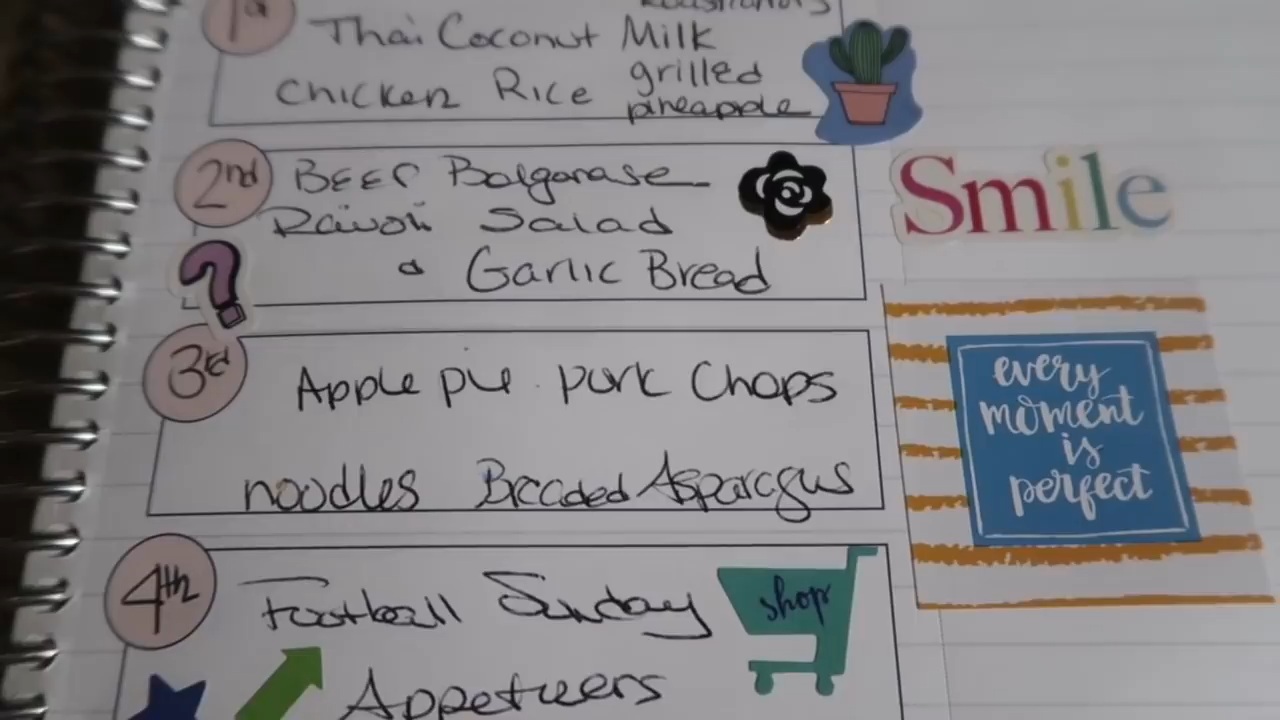 Thai Coconut Milk
Chicken Rice grilled
pineapple
2nd Beef Bolganase
Ravioli Salad
& Garlic Bread
3rd
Apple pie pork Chops
noodles Breaded Asparagus
4th
Football Sunday
Appetizers
shop
Smile
every
moment
is
perfect
?